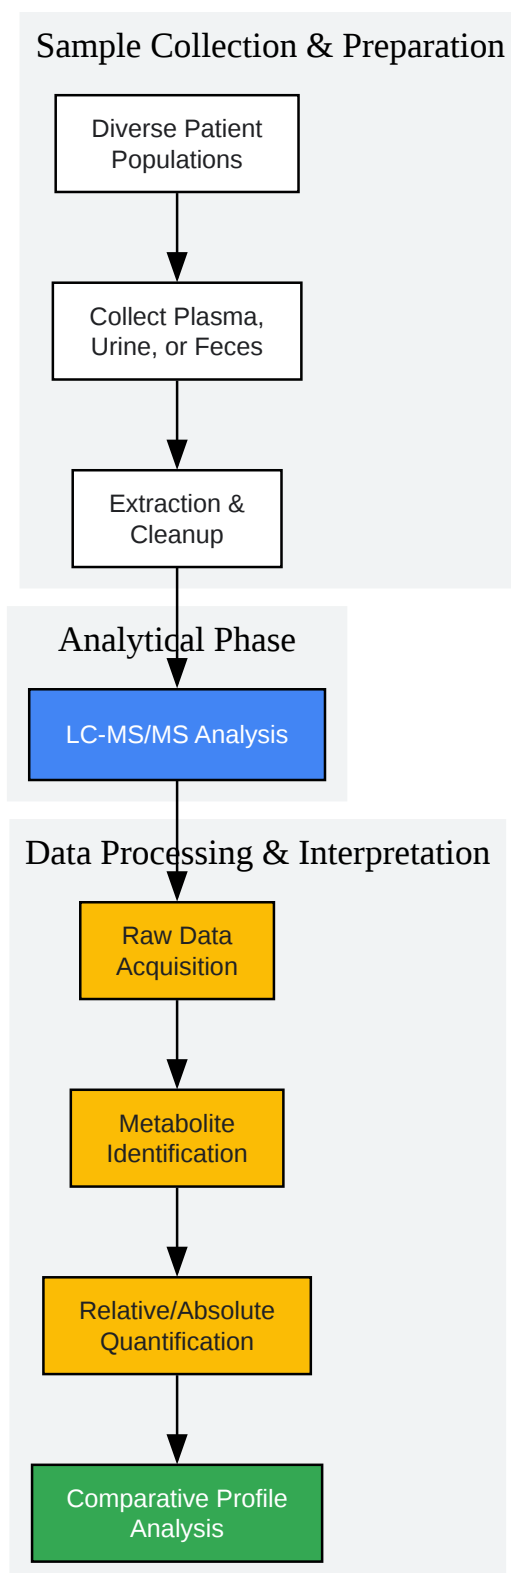 Sample Collection & Preparation
Diverse Patient
Populations
Collect Plasma,
Urine, or Feces
Extraction &
Cleanup
Analytical Phase
LC-MS/MS Analysis
Data Processing & Interpretation
Raw Data
Acquisition
Metabolite
Identification
Relative/Absolute
Quantification
Comparative Profile
Analysis